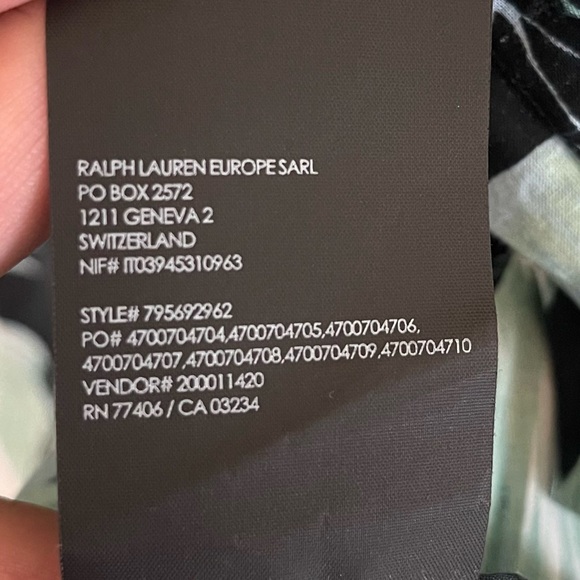 RALPH LAUREN EUROPE SARL
PO BOX 2572
1211 GENEVA 2
SWITZERLAND
NIF# IT03945310963
STYLE# 795692962
PO# 4700704704,4700704705,4700704706,
4700704707,4700704708,4700704709,4700704710
VENDOR# 200011420
RN 77406 / CA 03234